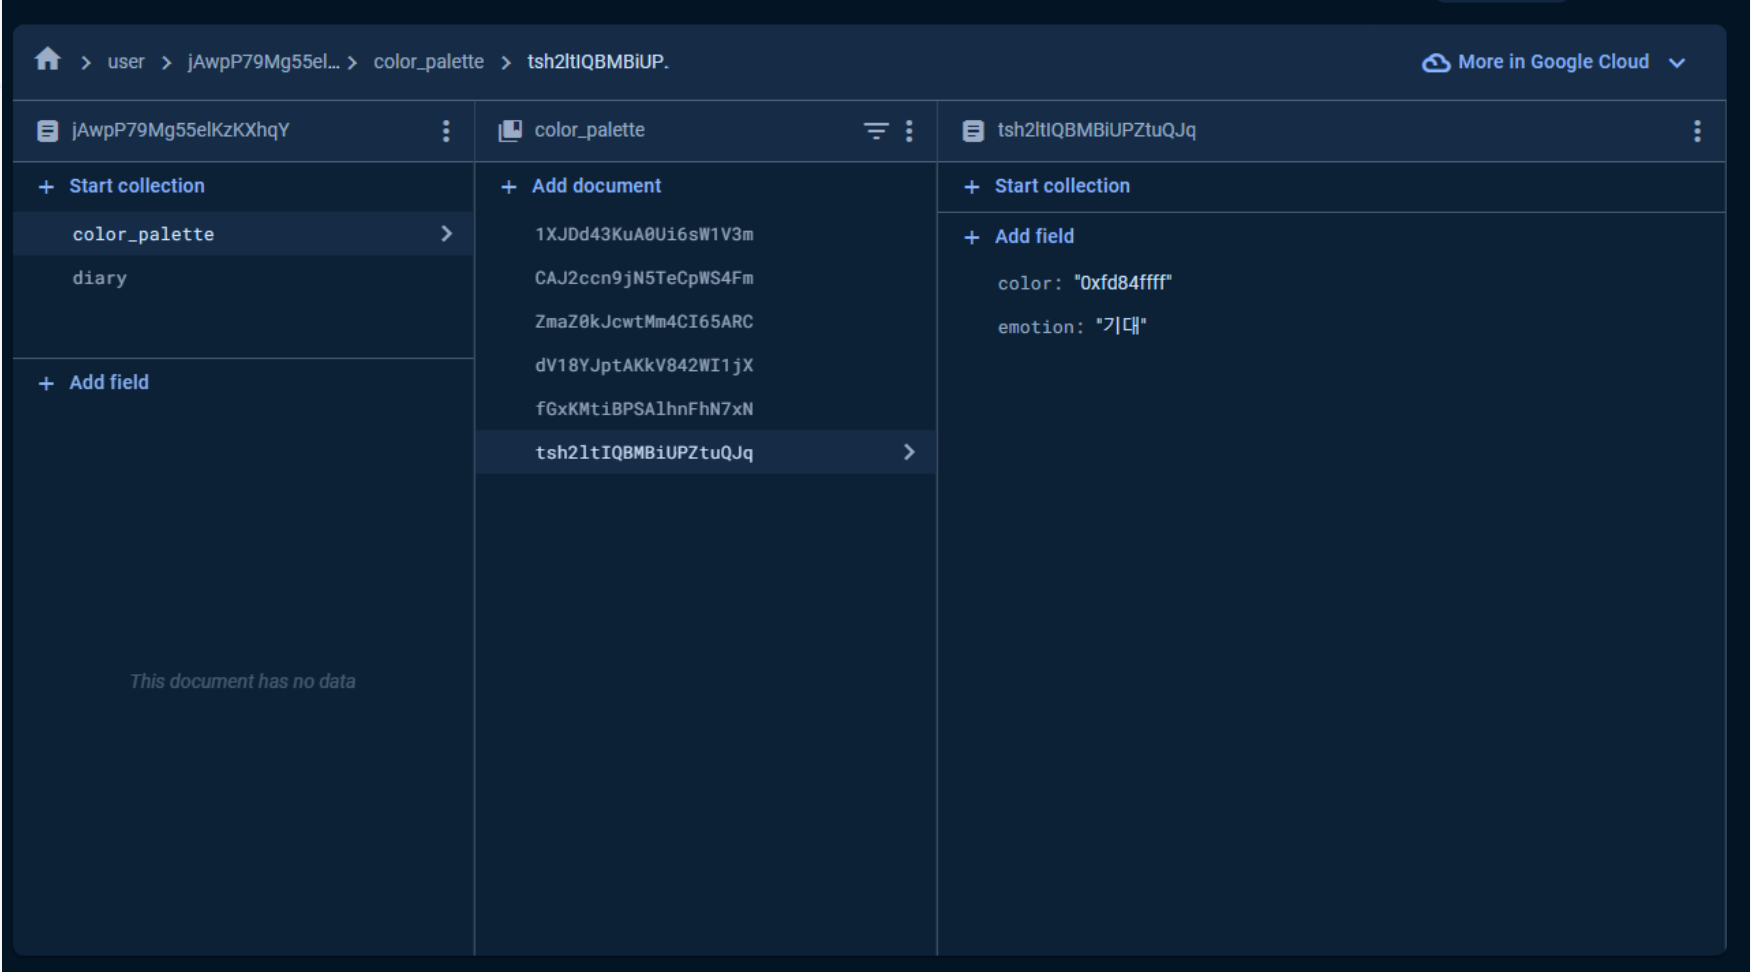 user jAwpP79Mg55el... color_palette tsh2ltIQBMBiUP. More in Google Cloud
jAwpP79Mg55elKzKXhqY
Start collection
color_palette
diary
Add field
This document has no data
color_palette
Add document
1XJDd43KuA0Ui6sW1V3m
CAJ2ccn9jN5TeCpWS4Fm
ZmaZ0kJcwtMm4CI65ARC
dV18YJptAKkV842WI1jX
fGxKMtiBPSAlhnFhN7xN
tsh2ltIQBMBiUPZtuQJq
tsh2ltIQBMBiUPZtuQJq
Start collection
Add field
color: "0xfd84ffff"
emotion: "기대"